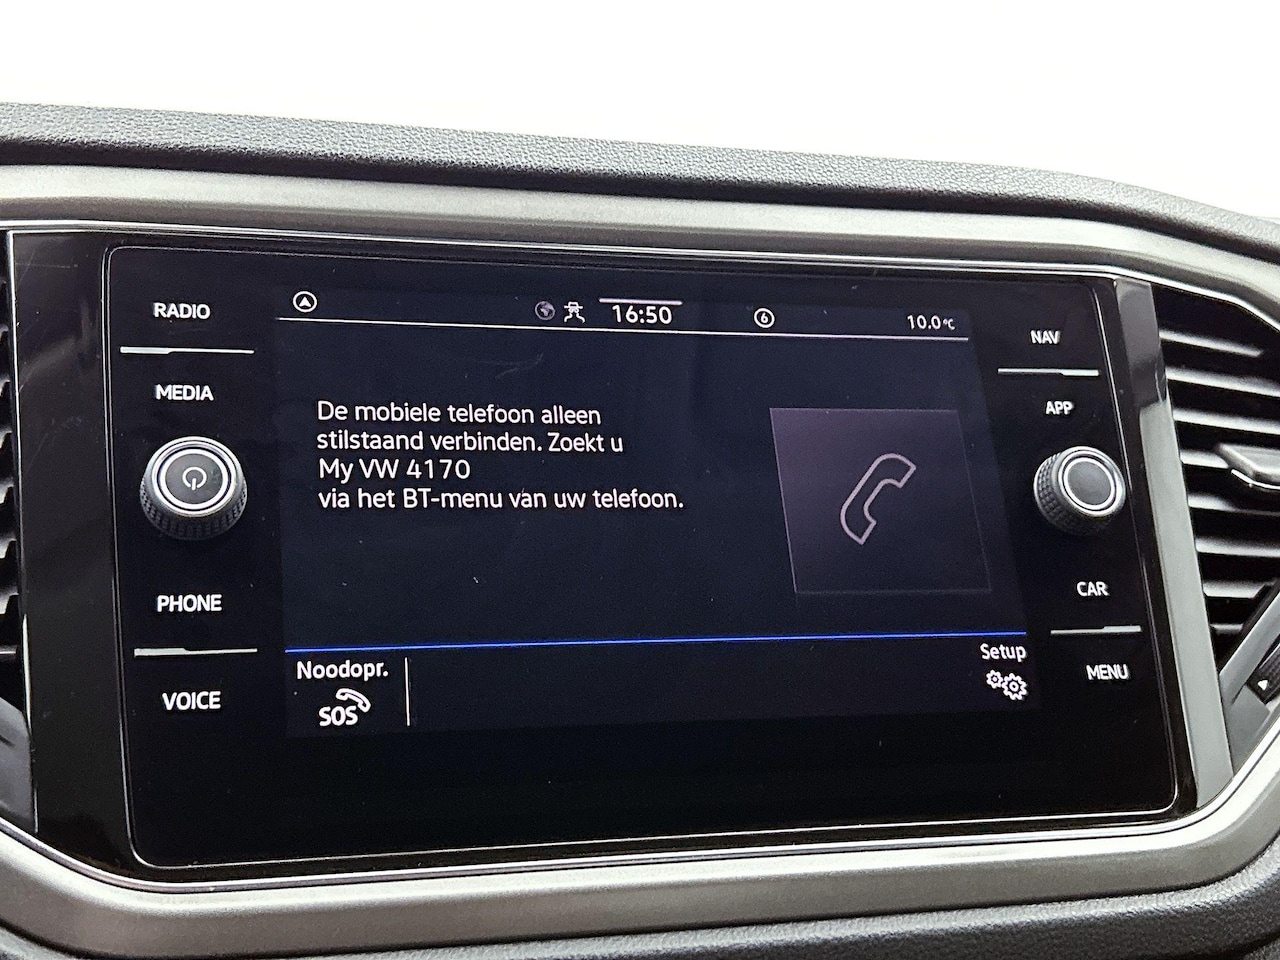 RADIO
MEDIA
PHONE
VOICE
16:50
6
10.0°C
De mobiele telefoon alleen
stilstaand verbinden. Zoekt u
My VW 4170
via het BT-menu van uw telefoon.
Noodopr.
SOS
Setup
NAV
APP
CAR
MENU